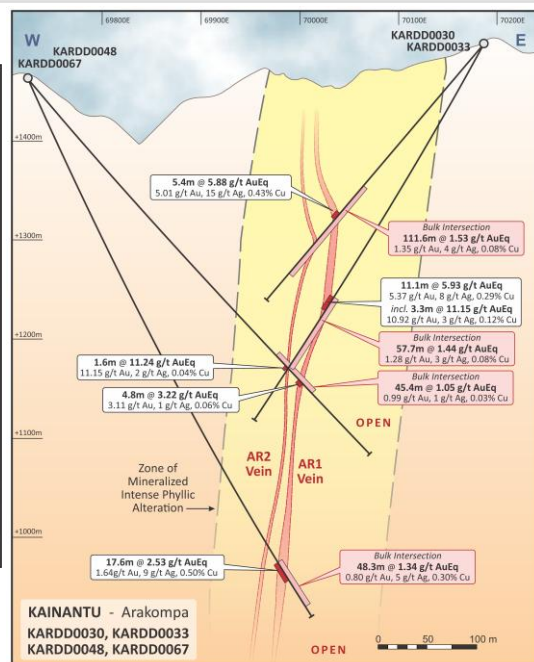 69800E 69900E 70000E 70100E 70200E
W
E
KARDD0048
KARDD0067
KARDD0030
KARDD0033
+1400m
+1300m
+1200m
+1100m
+1000m
5.4m @ 5.88 g/t AuEq
5.01 g/t Au, 15 g/t Ag, 0.43% Cu
Bulk Intersection
111.6m @ 1.53 g/t AuEq
1.35 g/t Au, 4 g/t Ag, 0.08% Cu
11.1m @ 5.93 g/t AuEq
5.37 g/t Au, 8 g/t Ag, 0.29% Cu
incl. 3.3m @ 11.15 g/t AuEq
10.92 g/t Au, 3 g/t Ag, 0.12% Cu
57.7m @ 1.44 g/t AuEq
1.28 g/t Au, 3 g/t Ag, 0.08% Cu
1.6m @ 11.24 g/t AuEq
11.15 g/t Au, 2 g/t Ag, 0.04% Cu
Bulk Intersection
45.4m @ 1.05 g/t AuEq
0.99 g/t Au, 1 g/t Ag, 0.03% Cu
4.8m @ 3.22 g/t AuEq
3.11 g/t Au, 1 g/t Ag, 0.06% Cu
OPEN
AR2
Vein
AR1
Vein
Zone of
Mineralized
Intense Phyllic
Alteration
17.6m @ 2.53 g/t AuEq
1.64g/t Au, 9 g/t Ag, 0.50% Cu
Bulk Intersection
48.3m @ 1.34 g/t AuEq
0.80 g/t Au, 5 g/t Ag, 0.30% Cu
KAINANTU - Arakompa
KARDD0030, KARDD0033
KARDD0048, KARDD0067
OPEN
0 50 100 m